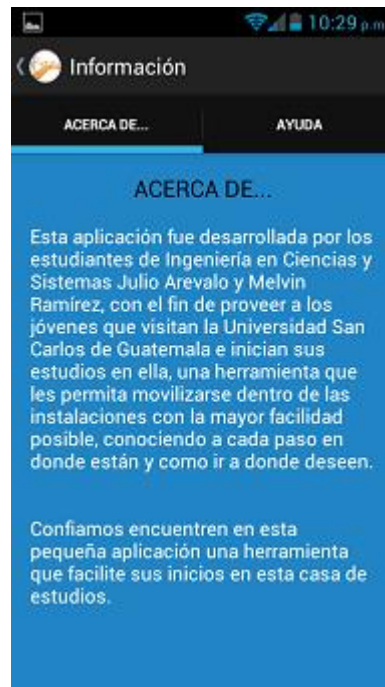 10:29 p.m
Información
ACERCA DE... AYUDA
ACERCA DE...
Esta aplicación fue desarrollada por los
estudiantes de Ingeniería en Ciencias y
Sistemas Julio Arevalo y Melvin
Ramírez, con el fin de proveer a los
jóvenes que visitan la Universidad San
Carlos de Guatemala e inician sus
estudios en ella, una herramienta que
les permita movilizarse dentro de las
instalaciones con la mayor facilidad
posible, conociendo a cada paso en
donde están y como ir a donde deseen.
Confiamos encuentren en esta
pequeña aplicación una herramienta
que facilite sus inicios en esta casa de
estudios.